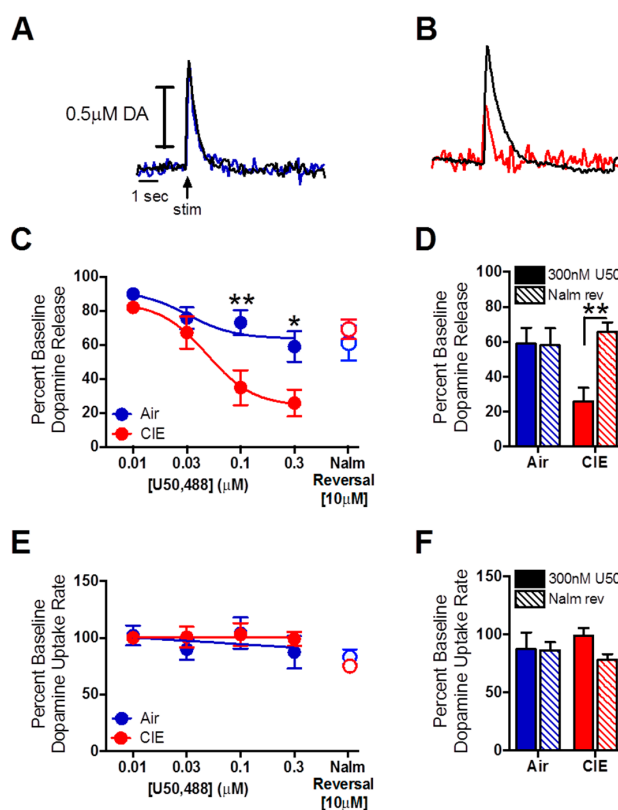 A
B
0.5μM DA
1 sec
stim
C
Percent Baseline
Dopamine Release
100
80
60
40
20
0
**
*
Air
CIE
0.01
0.03
0.1
0.3
Nalm
Reversal
[10μM]
[U50,488] (μM)
D
Percent Baseline
Dopamine Release
100
80
60
40
20
0
300nM U50
Nalm rev
**
Air
CIE
E
Percent Baseline
Dopamine Uptake Rate
150
100
50
0
Air
CIE
0.01
0.03
0.1
0.3
Nalm
Reversal
[10μM]
[U50,488] (μM)
F
Percent Baseline
Dopamine Uptake Rate
150
100
50
0
300nM U50
Nalm rev
Air
CIE